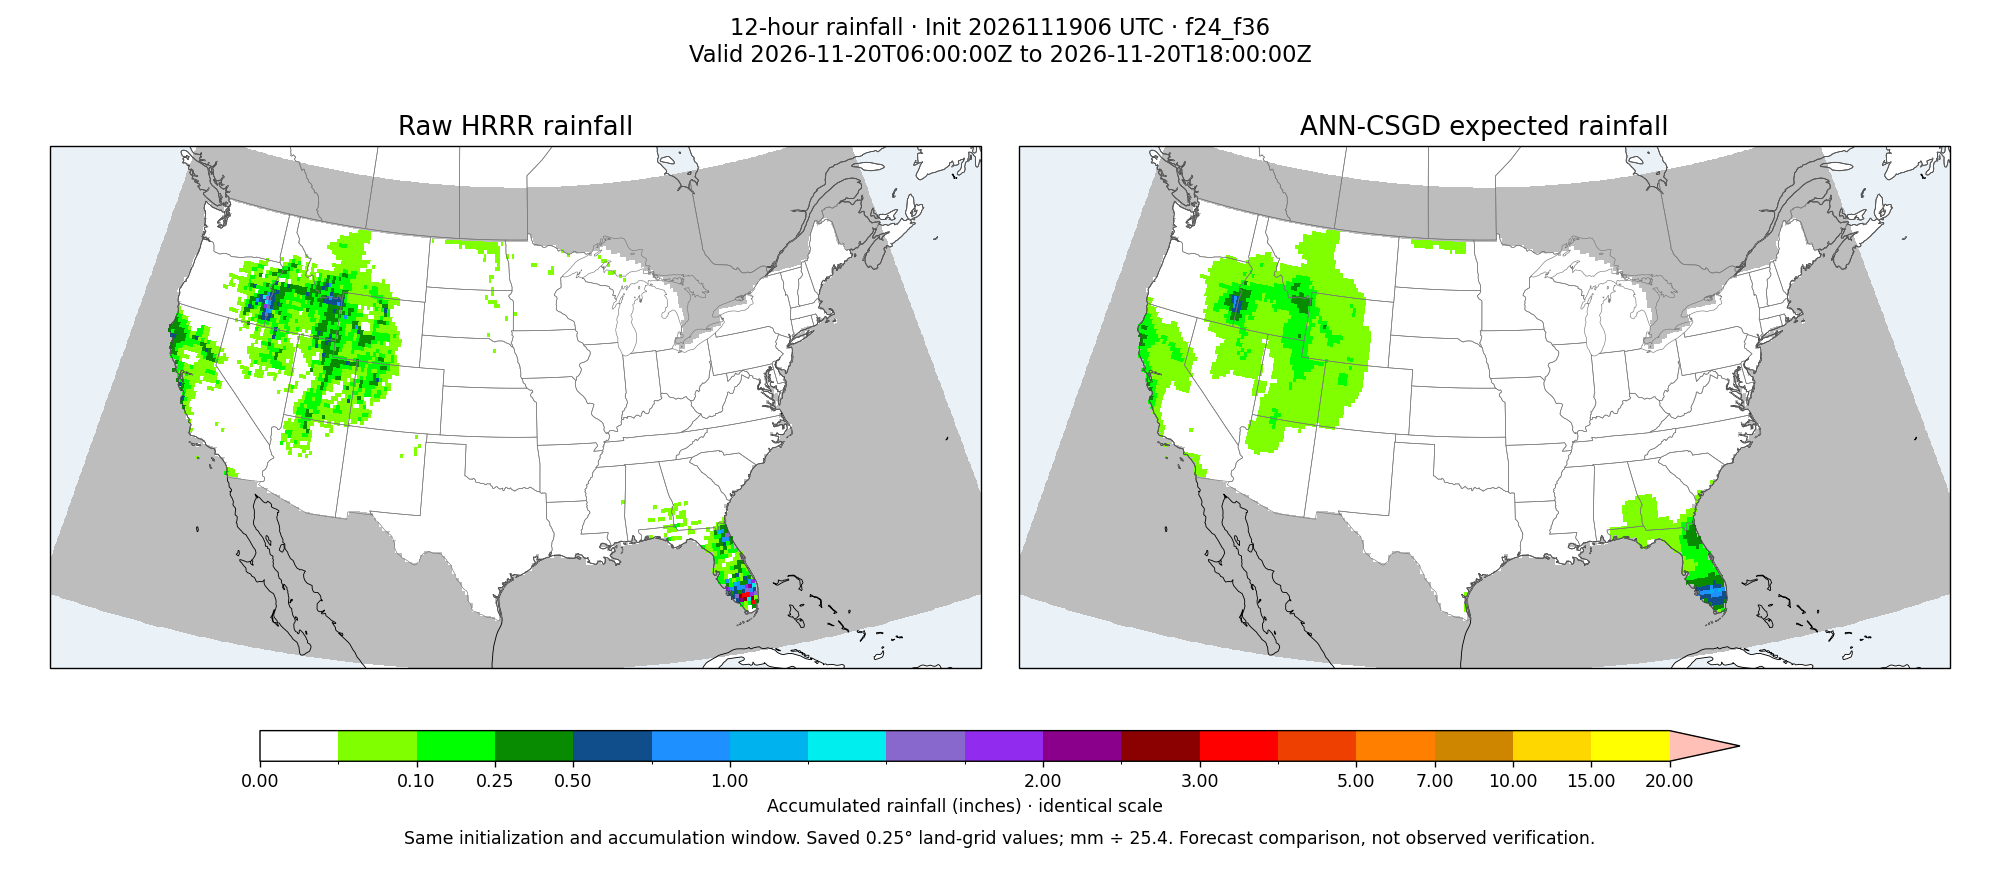 12-hour rainfall · Init 2026111906 UTC · f24_f36
Valid 2026-11-20T06:00:00Z to 2026-11-20T18:00:00Z
Raw HRRR rainfall
ANN-CSGD expected rainfall
0.00 0.10 0.25 0.50 1.00 2.00 3.00 5.00 7.00 10.00 15.00 20.00
Accumulated rainfall (inches) · identical scale
Same initialization and accumulation window. Saved 0.25° land-grid values; mm ÷ 25.4. Forecast comparison, not observed verification.